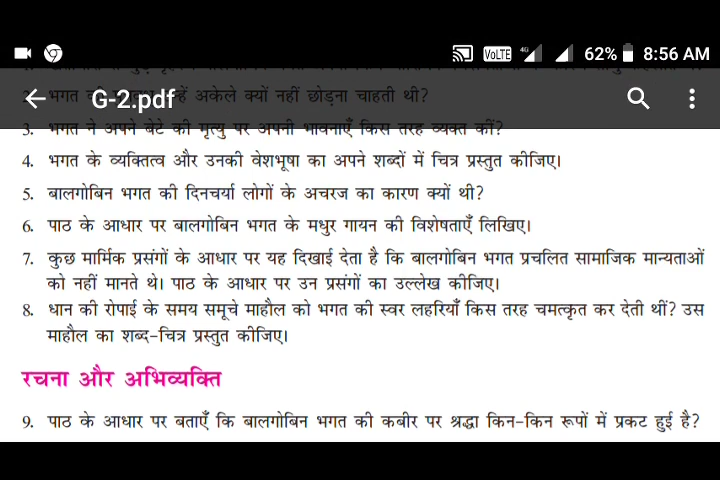 VoLTE 4G 62% 8:56 AM
G-2.pdf
2. भगत की उन्हें अकेले क्यों नहीं छोड़ना चाहती थी?
3. भगत ने अपने बेटे की मृत्यु पर अपनी भावनाएँ किस तरह व्यक्त कीं?
4. भगत के व्यक्तित्व और उनकी वेशभूषा का अपने शब्दों में चित्र प्रस्तुत कीजिए।
5. बालगोबिन भगत की दिनचर्या लोगों के अचरज का कारण क्यों थी?
6. पाठ के आधार पर बालगोबिन भगत के मधुर गायन की विशेषताएँ लिखिए।
7. कुछ मार्मिक प्रसंगों के आधार पर यह दिखाई देता है कि बालगोबिन भगत प्रचलित सामाजिक मान्यताओं
को नहीं मानते थे। पाठ के आधार पर उन प्रसंगों का उल्लेख कीजिए।
8. धान की रोपाई के समय समूचे माहौल को भगत की स्वर लहरियाँ किस तरह चमत्कृत कर देती थीं? उस
माहौल का शब्द-चित्र प्रस्तुत कीजिए।
रचना और अभिव्यक्ति
9. पाठ के आधार पर बताएँ कि बालगोबिन भगत की कबीर पर श्रद्धा किन-किन रूपों में प्रकट हुई है?